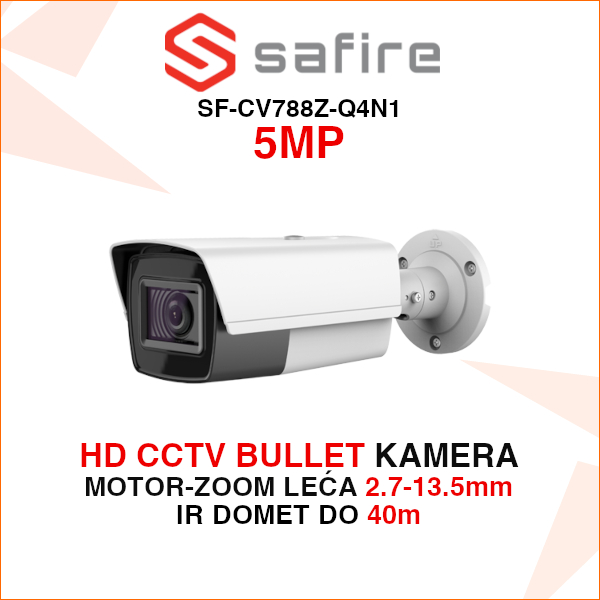 safire
SF-CV788Z-Q4N1
5MP
HD CCTV BULLET KAMERA
MOTOR-ZOOM LEĆA 2.7-13.5mm
IR DOMET DO 40m